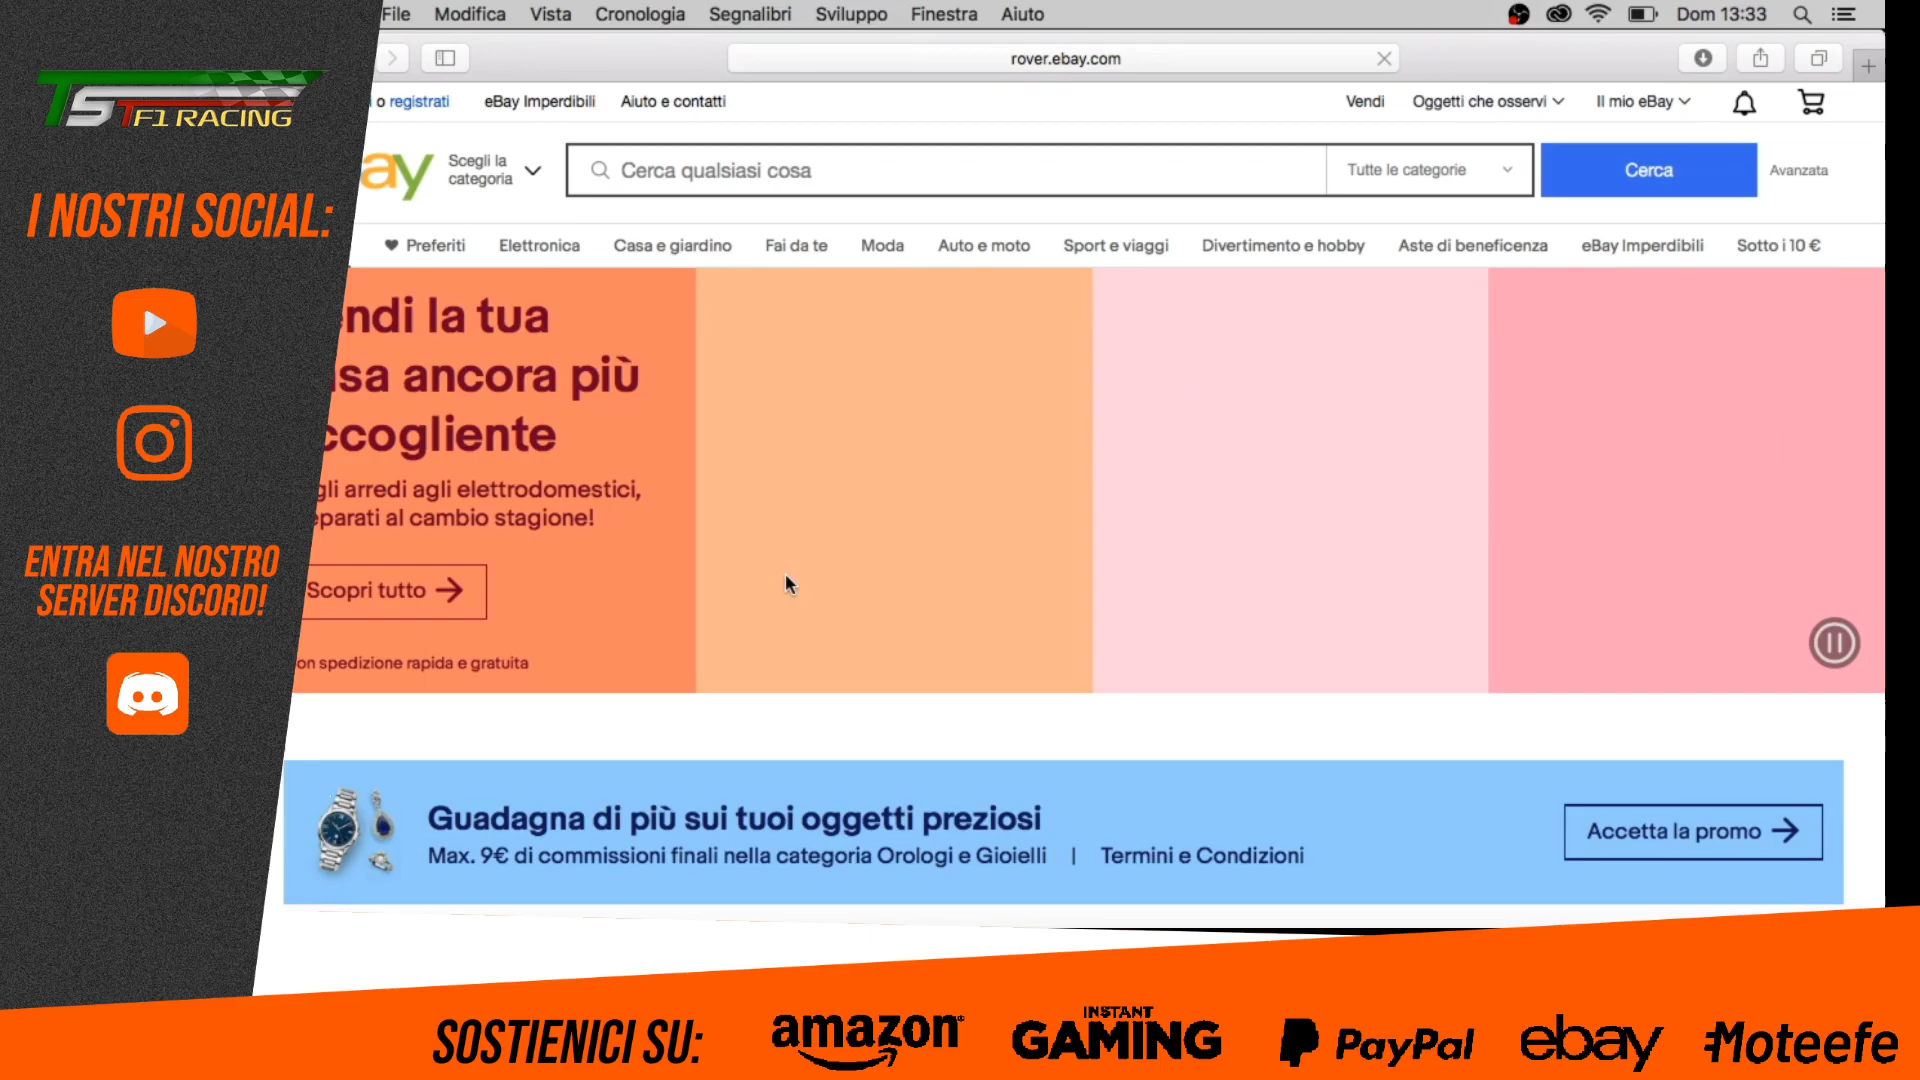 File Modifica Vista Cronologia Segnalibri Sviluppo Finestra Aiuto Dom 13:33
rover.ebay.com
o registrati eBay Imperdibili Aiuto e contatti Vendi Oggetti che osservi Il mio eBay
TST F1 RACING
ay Scegli la categoria Cerca qualsiasi cosa Tutte le categorie Cerca Avanzata
Preferiti Elettronica Casa e giardino Fai da te Moda Auto e moto Sport e viaggi Divertimento e hobby Aste di beneficenza eBay Imperdibili Sotto i 10 €
I NOSTRI SOCIAL:
ENTRA NEL NOSTRO
SERVER DISCORD!
ndi la tua
sa ancora più
ccogliente
gli arredi agli elettrodomestici,
eparati al cambio stagione!
Scopri tutto
on spedizione rapida e gratuita
Guadagna di più sui tuoi oggetti preziosi
Max. 9€ di commissioni finali nella categoria Orologi e Gioielli | Termini e Condizioni
Accetta la promo
SOSTIENICI SU: amazon INSTANT GAMING PayPal ebay Moteefe